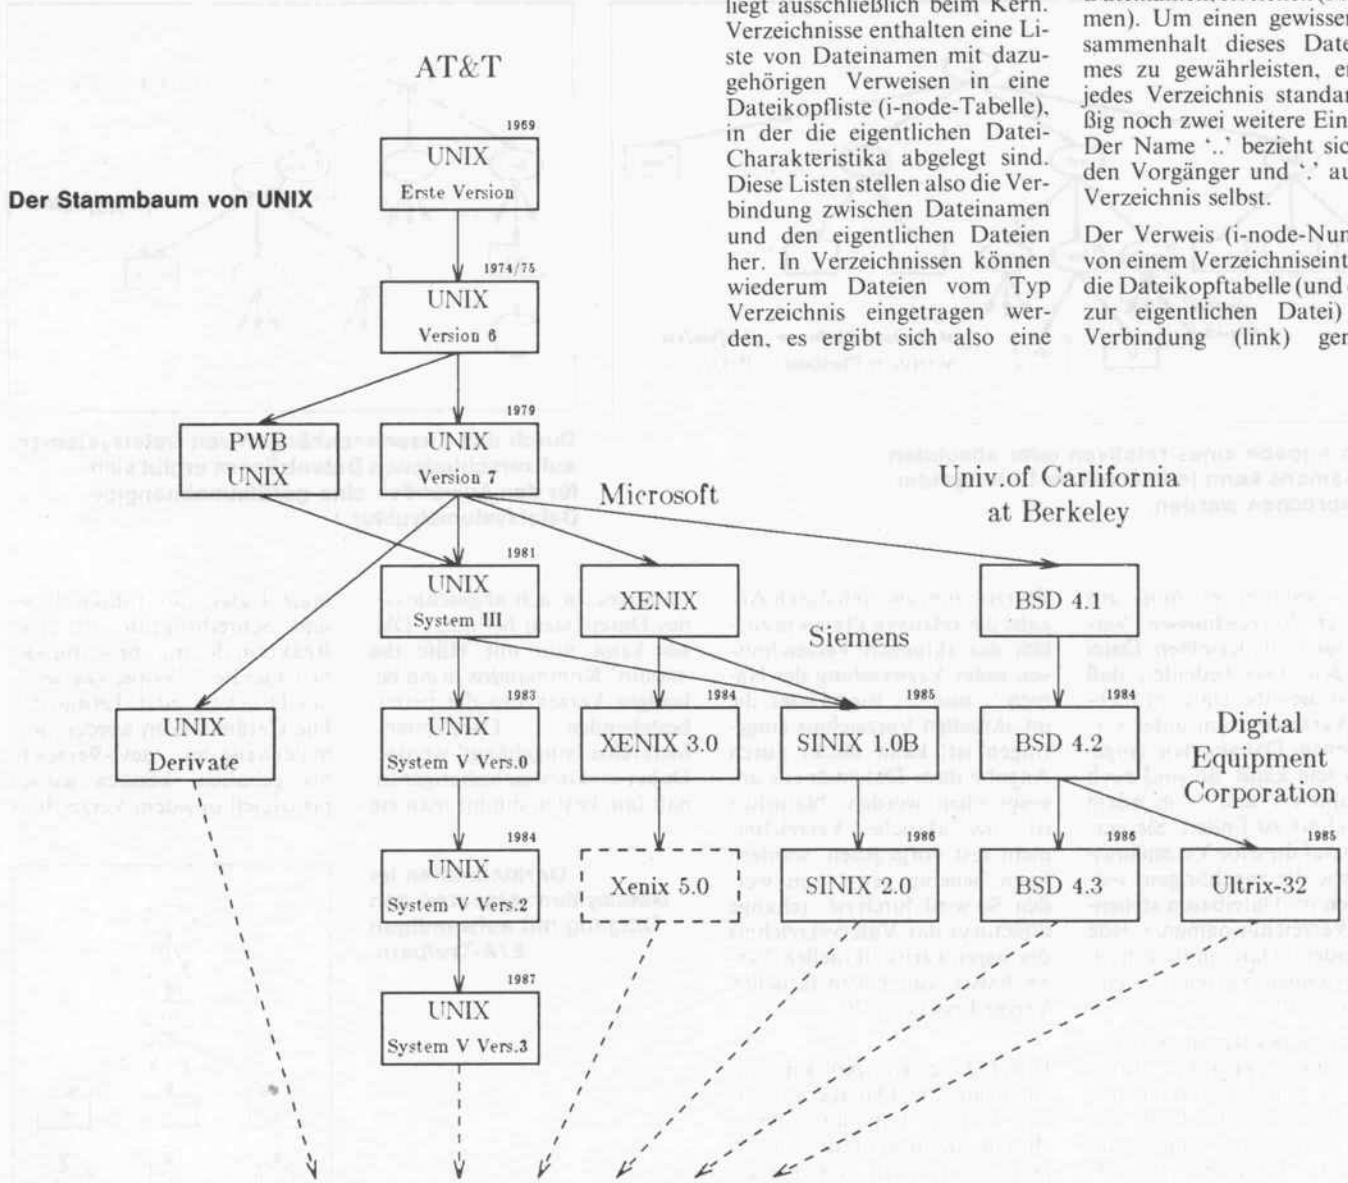 Der Stammbaum von UNIX
AT&T
1969
UNIX
Erste Version
1974/75
UNIX
Version 6
PWB
UNIX
1979
UNIX
Version 7
Microsoft
Univ.of Carlifornia
at Berkeley
1981
UNIX
System III
XENIX
BSD 4.1
Siemens
UNIX
Derivate
1983
UNIX
System V Vers.0
1984
XENIX 3.0
1985
SINIX 1.0B
1984
BSD 4.2
Digital
Equipment
Corporation
1984
UNIX
System V Vers.2
Xenix 5.0
1986
SINIX 2.0
1986
BSD 4.3
1985
Ultrix-32
1987
UNIX
System V Vers.3
liegt ausschließlich beim Kern.
Verzeichnisse enthalten eine Li-
ste von Dateinamen mit dazu-
gehörigen Verweisen in eine
Dateikopfliste (i-node-Tabelle),
in der die eigentlichen Datei-
Charakteristika abgelegt sind.
Diese Listen stellen also die Ver-
bindung zwischen Dateinamen
und den eigentlichen Dateien
her. In Verzeichnissen können
wiederum Dateien vom Typ
Verzeichnis eingetragen wer-
den, es ergibt sich also eine
men). Um einen gewissen
sammenhalt dieses Date
mes zu gewährleisten, en
jedes Verzeichnis standar
ßig noch zwei weitere Ein
Der Name '..' bezieht sic
den Vorgänger und '.' au
Verzeichnis selbst.
Der Verweis (i-node-Nun
von einem Verzeichniseint
die Dateikopftabelle (und
zur eigentlichen Datei)
Verbindung (link) gen